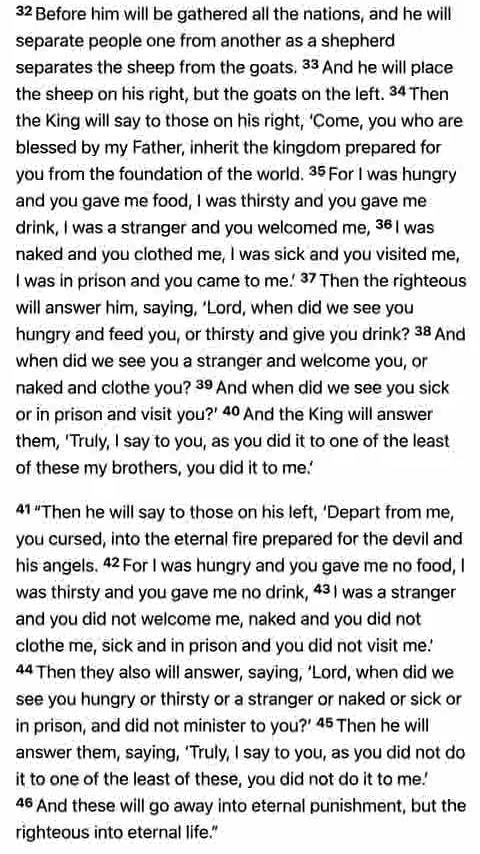 32 Before him will be gathered all the nations, and he will
separate people one from another as a shepherd
separates the sheep from the goats. 33 And he will place
the sheep on his right, but the goats on the left. 34 Then
the King will say to those on his right, ‘Come, you who are
blessed by my Father, inherit the kingdom prepared for
you from the foundation of the world. 35 For I was hungry
and you gave me food, I was thirsty and you gave me
drink, I was a stranger and you welcomed me, 36 I was
naked and you clothed me, I was sick and you visited me,
I was in prison and you came to me.’ 37 Then the righteous
will answer him, saying, ‘Lord, when did we see you
hungry and feed you, or thirsty and give you drink? 38 And
when did we see you a stranger and welcome you, or
naked and clothe you? 39 And when did we see you sick
or in prison and visit you?’ 40 And the King will answer
them, ‘Truly, I say to you, as you did it to one of the least
of these my brothers, you did it to me.’
41 “Then he will say to those on his left, ‘Depart from me,
you cursed, into the eternal fire prepared for the devil and
his angels. 42 For I was hungry and you gave me no food, I
was thirsty and you gave me no drink, 43 I was a stranger
and you did not welcome me, naked and you did not
clothe me, sick and in prison and you did not visit me.’
44 Then they also will answer, saying, ‘Lord, when did we
see you hungry or thirsty or a stranger or naked or sick or
in prison, and did not minister to you?’ 45 Then he will
answer them, saying, ‘Truly, I say to you, as you did not do
it to one of the least of these, you did not do it to me.’
46 And these will go away into eternal punishment, but the
righteous into eternal life.”